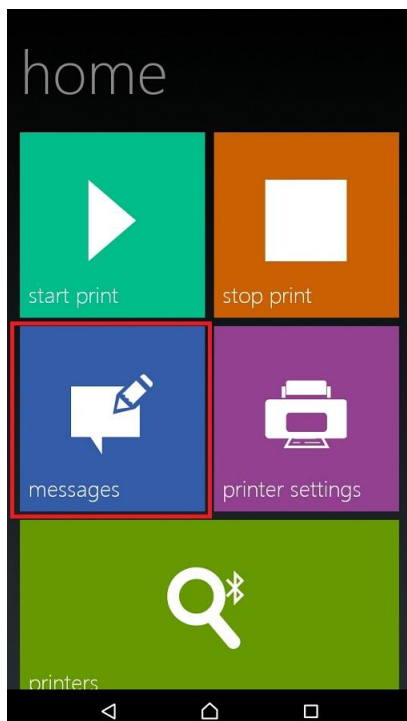 home
start print
stop print
messages
printer settings
printers